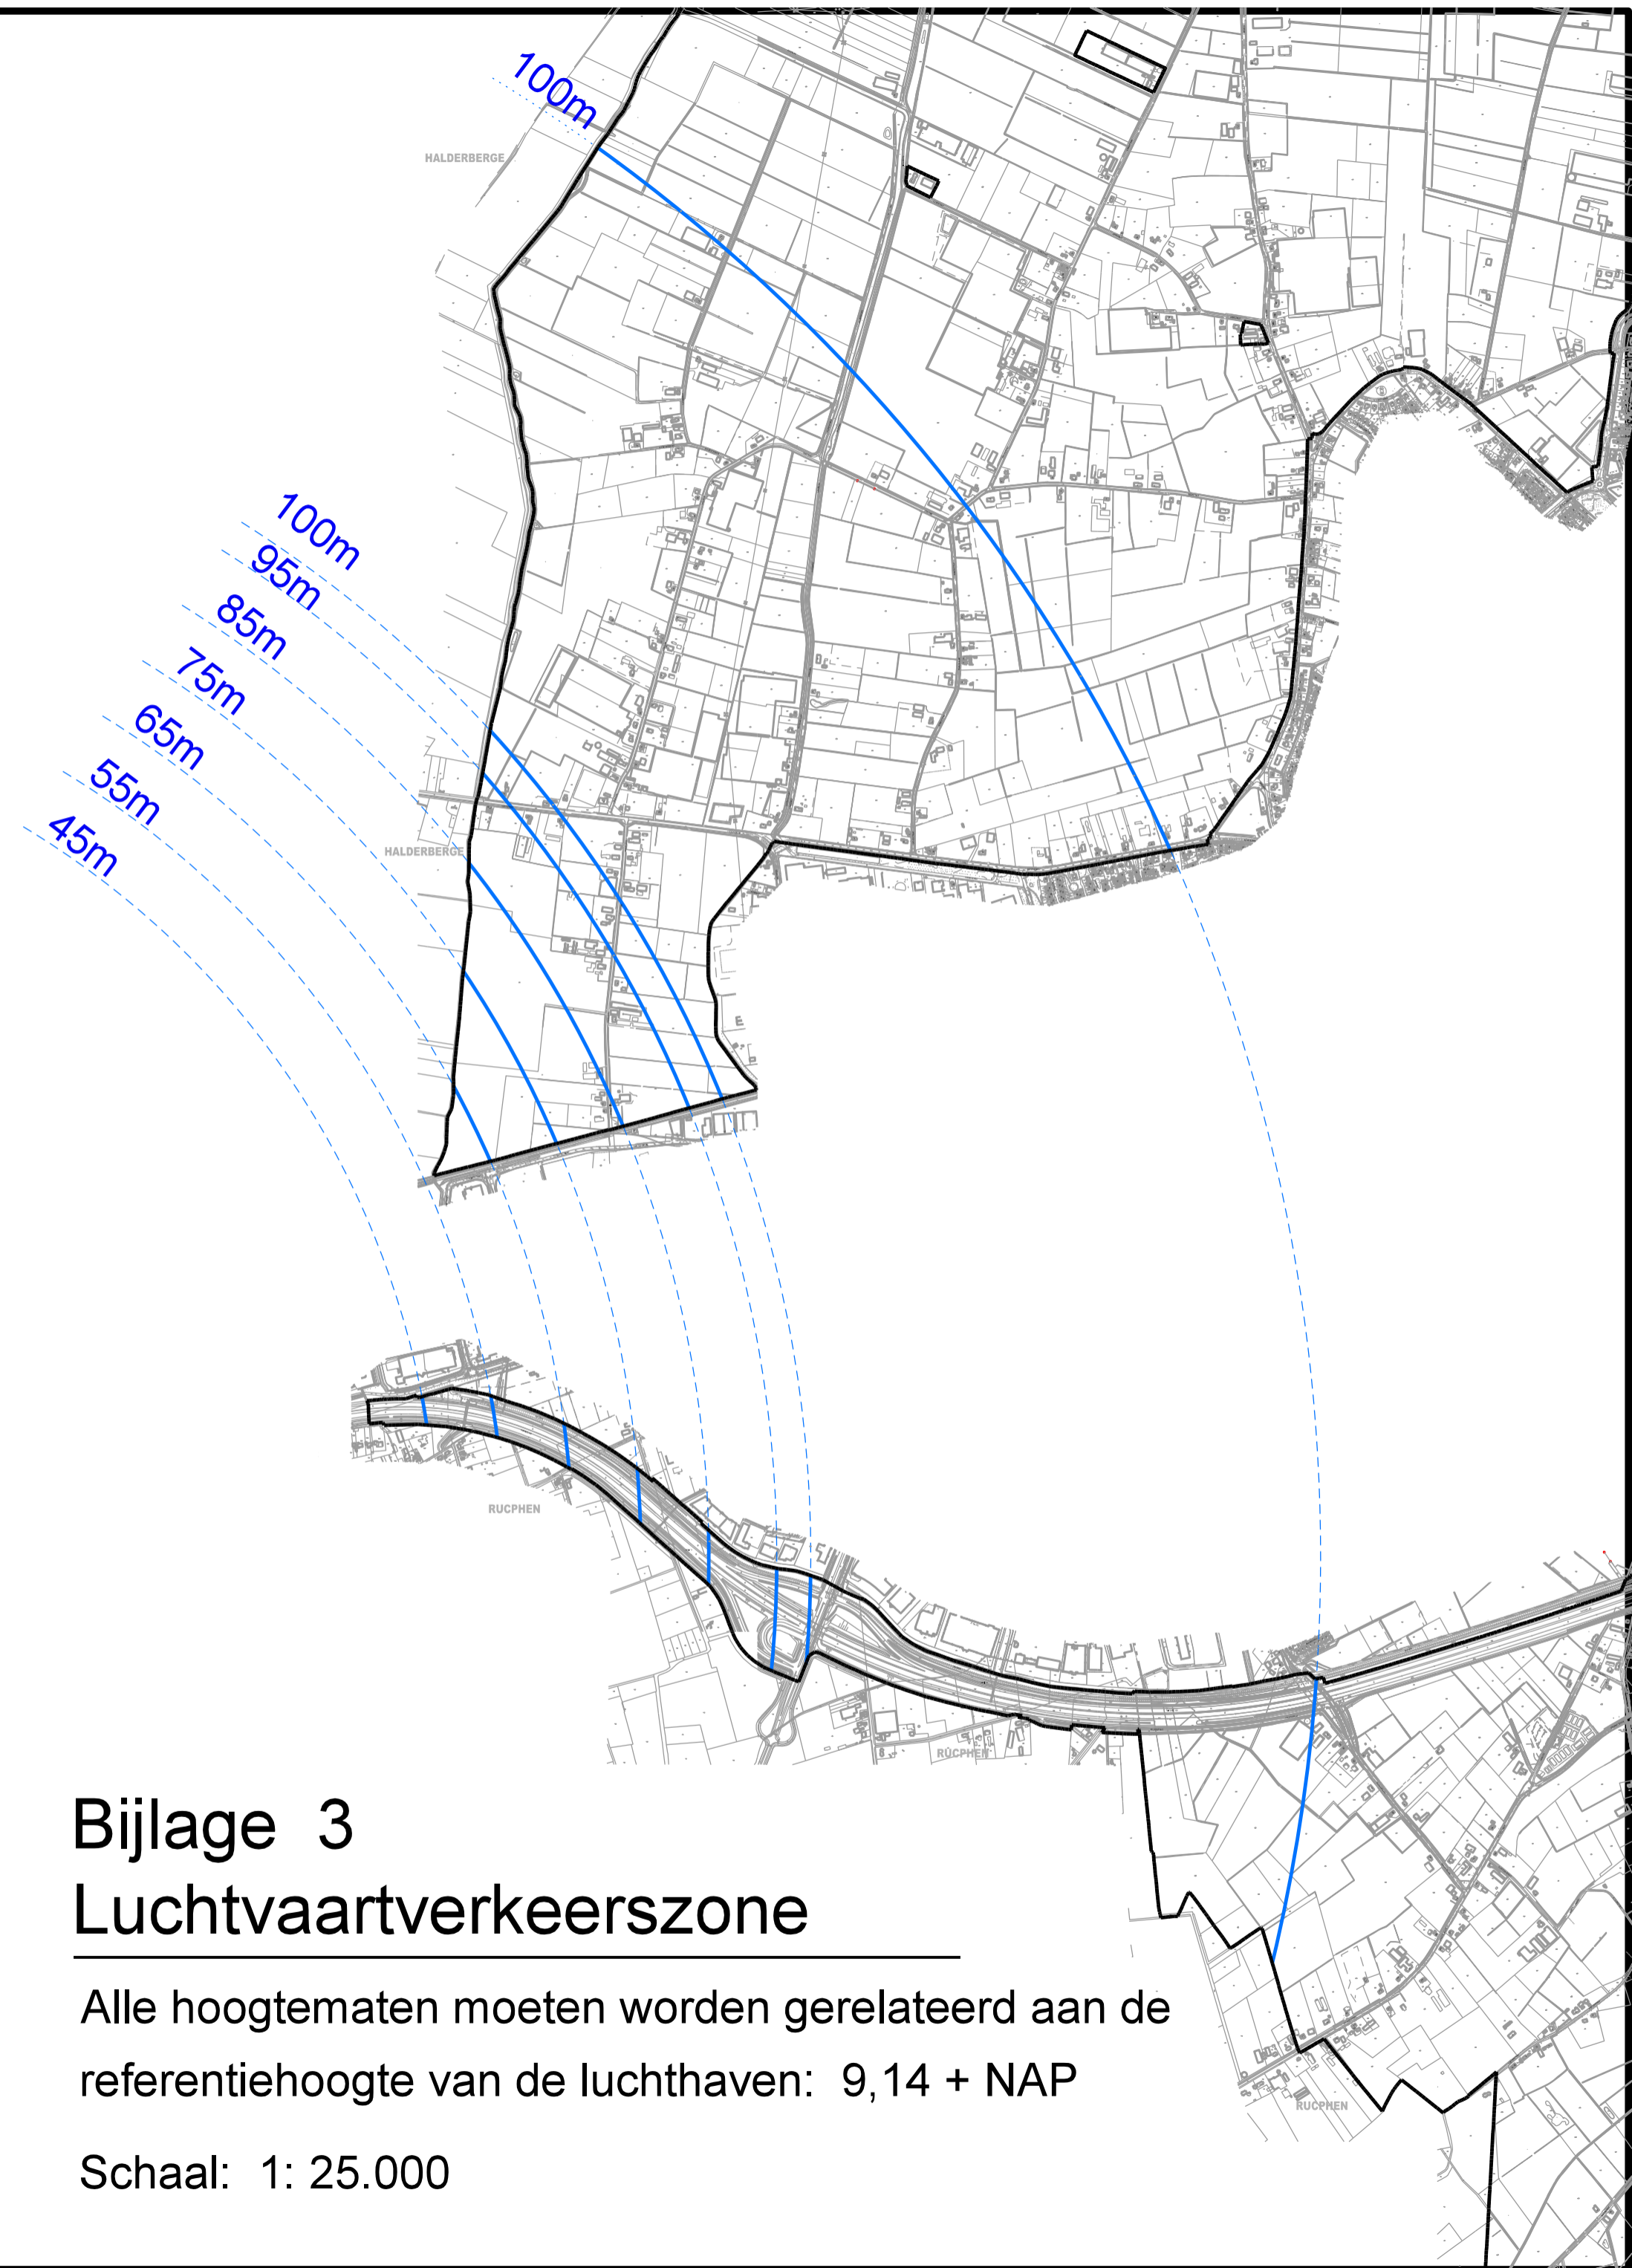 100m
HALDERBERGE
100m
95m
85m
75m
65m
55m
45m
HALDERBERGE
RUCPHEN
RUCPHEN
Bijlage 3
Luchtvaartverkeerszone
Alle hoogtematen moeten worden gerelateerd aan de
referentiehoogte van de luchthaven: 9,14 + NAP
RUCPHEN
Schaal: 1: 25.000